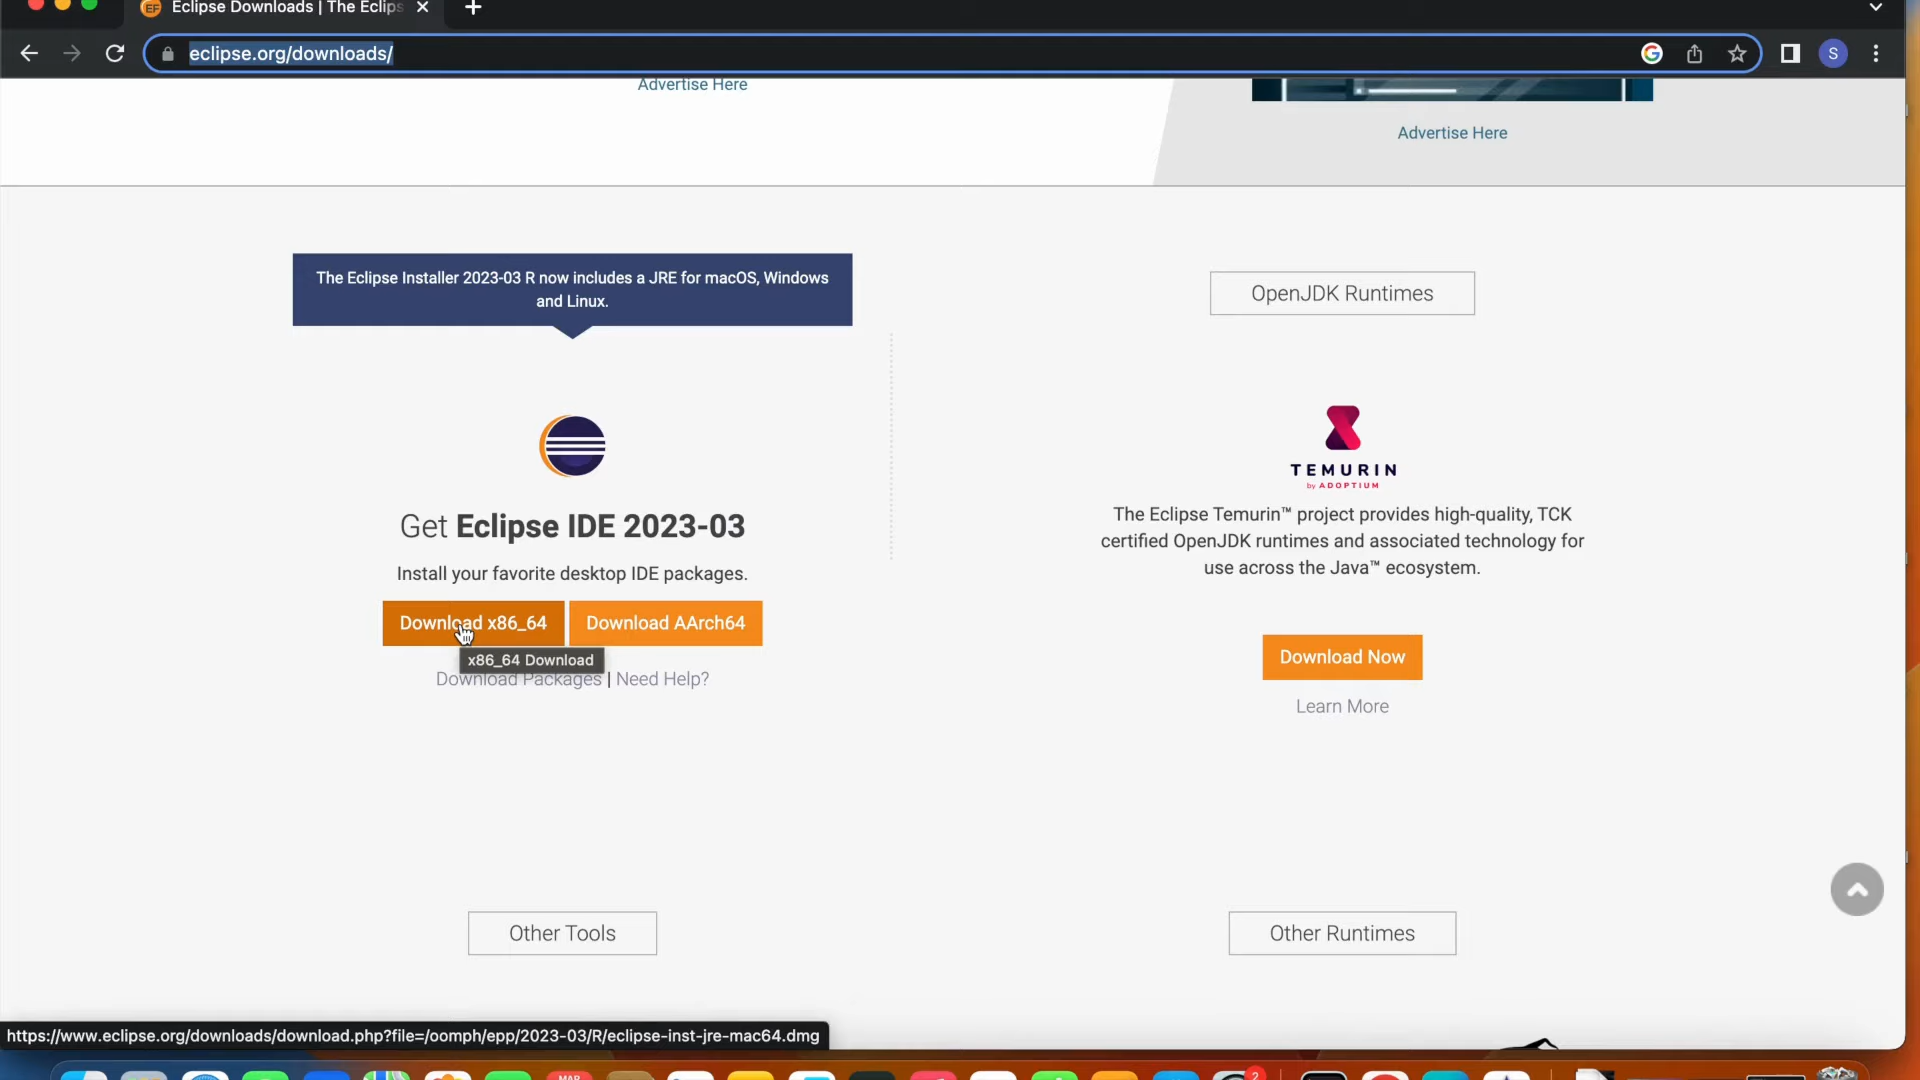 EF Eclipse Downloads | The Eclips
eclipse.org/downloads/
G
S
Advertise Here
Advertise Here
The Eclipse Installer 2023-03 R now includes a JRE for macOS, Windows
and Linux.
OpenJDK Runtimes
TEMURIN
by ADOPTIUM
Get Eclipse IDE 2023-03
The Eclipse Temurin™ project provides high-quality, TCK
certified OpenJDK runtimes and associated technology for
use across the Java™ ecosystem.
Install your favorite desktop IDE packages.
Download x86_64
Download AArch64
x86_64 Download
Download Now
Download Packages | Need Help?
Learn More
Other Tools
Other Runtimes
https://www.eclipse.org/downloads/download.php?file=/oomph/epp/2023-03/R/eclipse-inst-jre-mac64.dmg
MAR
2